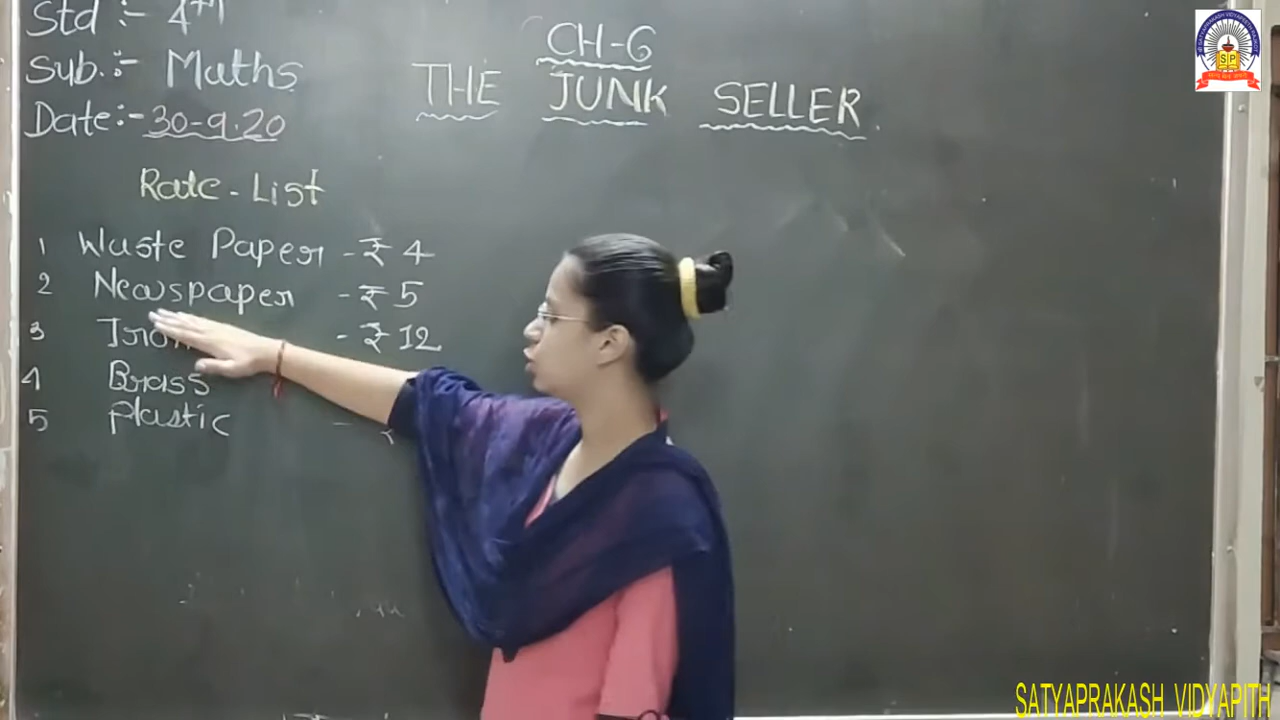 Std :- 4th
Sub. :- Maths
Date:- 30-9.20
CH-6
THE JUNK SELLER.
Rate - List
1 Waste Paper - ₹ 4
2 Newspaper - ₹ 5
3 Iron - ₹ 12
4 Brass
5 Plastic -
SP
SATYAPRAKASH VIDYAPITH